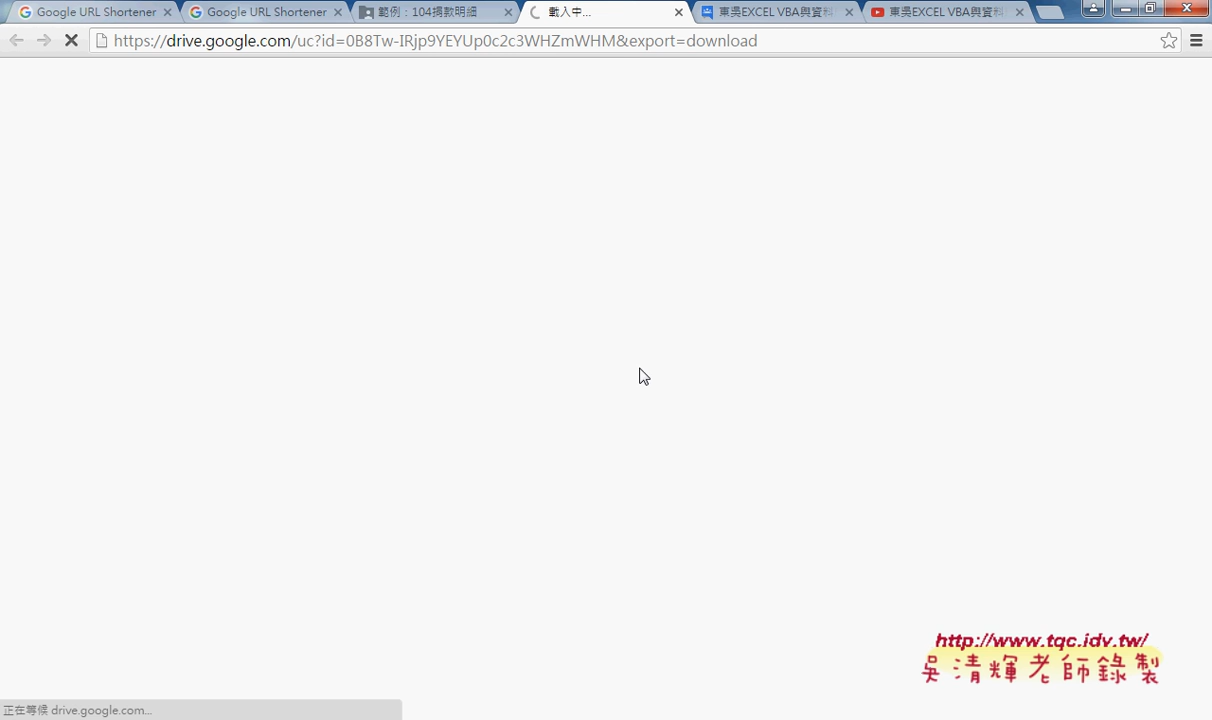 Google URL Shortener
Google URL Shortener
範例：104捐款明細
載入中...
東吳EXCEL VBA與資料
東吳EXCEL VBA與資料
https://drive.google.com/uc?id=0B8Tw-IRjp9YEYUp0c2c3WHZmWHM&export=download
http://www.tqc.idv.tw/
吳清輝老師錄製
正在等候 drive.google.com...